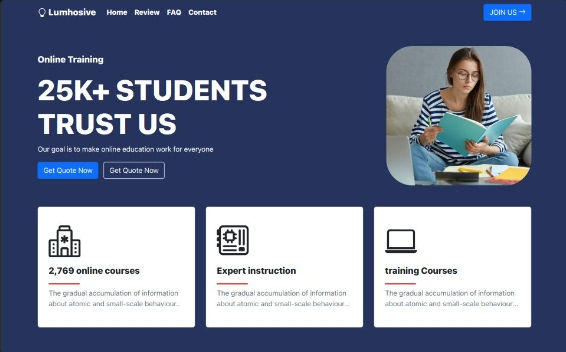 Lumhosive Home Review FAQ Contact JOIN US →
Online Training
25K+ STUDENTS
TRUST US
Our goal is to make online education work for everyone
Get Quote Now Get Quote Now
2,769 online courses
The gradual accumulation of information
about atomic and small-scale behaviour...
Expert instruction
The gradual accumulation of information
about atomic and small-scale behaviour...
training Courses
The gradual accumulation of information
about atomic and small-scale behaviour...